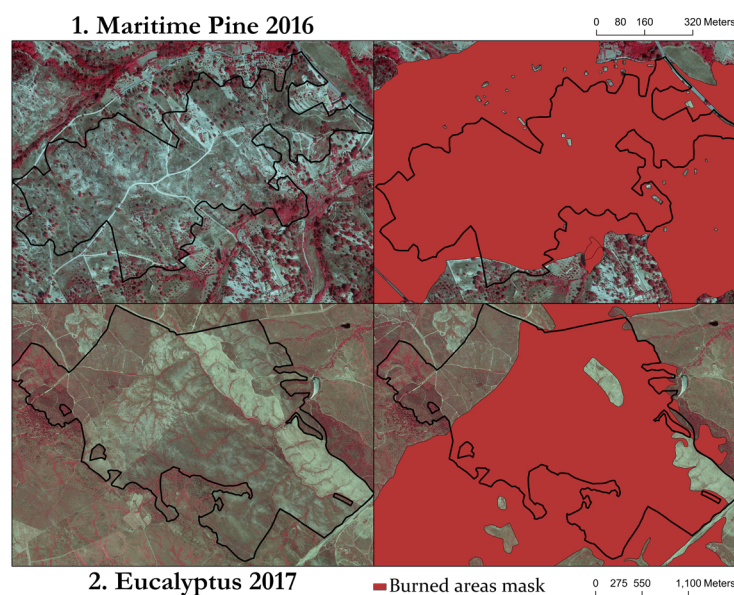 1. Maritime Pine 2016
0 80 160 320 Meters
2. Eucalyptus 2017
Burned areas mask
0 275 550 1,100 Meters